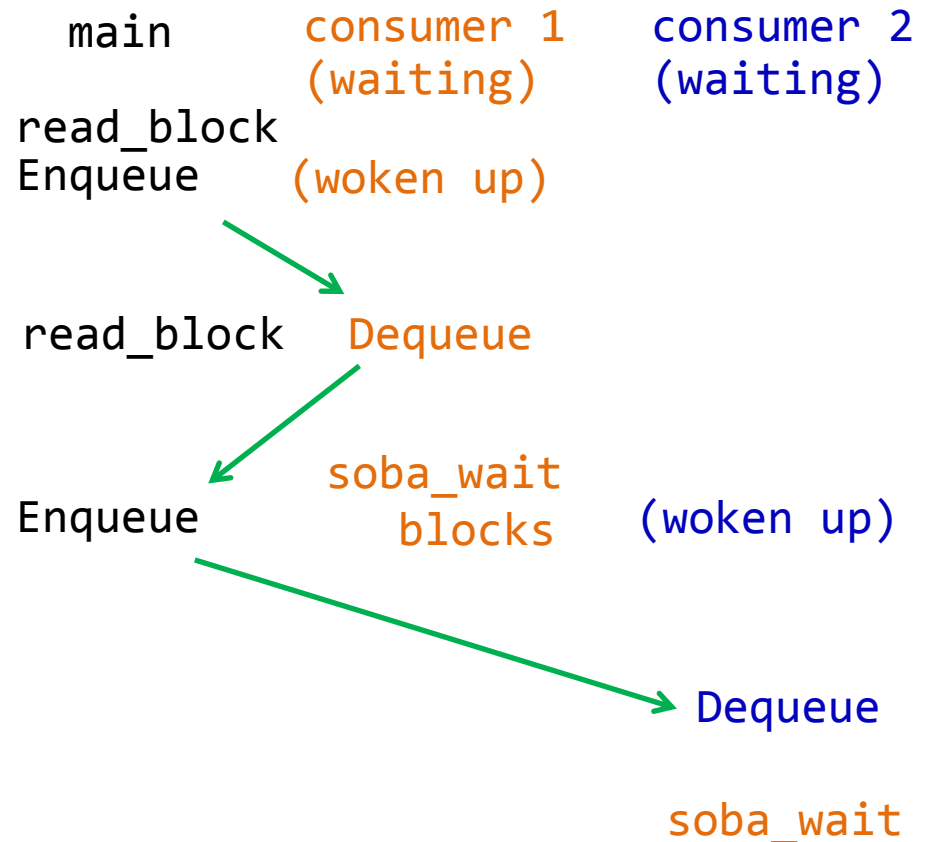 main consumer 1 consumer 2
(waiting) (waiting)
read_block
Enqueue (woken up)
read_block Dequeue
soba_wait
Enqueue blocks (woken up)
Dequeue
soba_wait